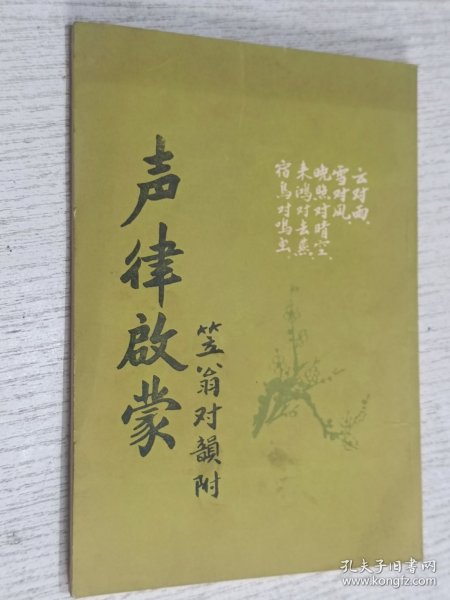 云对雨、
雪对风、
晚照对晴空、
来鸿对去燕、
宿鸟对鸣虫、
声律啟蒙
笠翁对韻附
孔夫子旧书网
www.kongfz.com